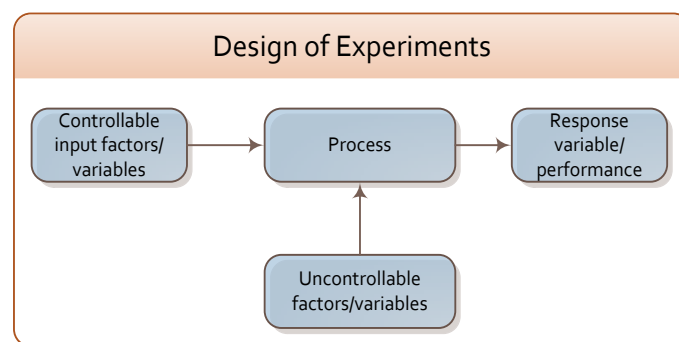 Design of Experiments
Controllable
input factors/
variables
Process
Response
variable/
performance
Uncontrollable
factors/variables